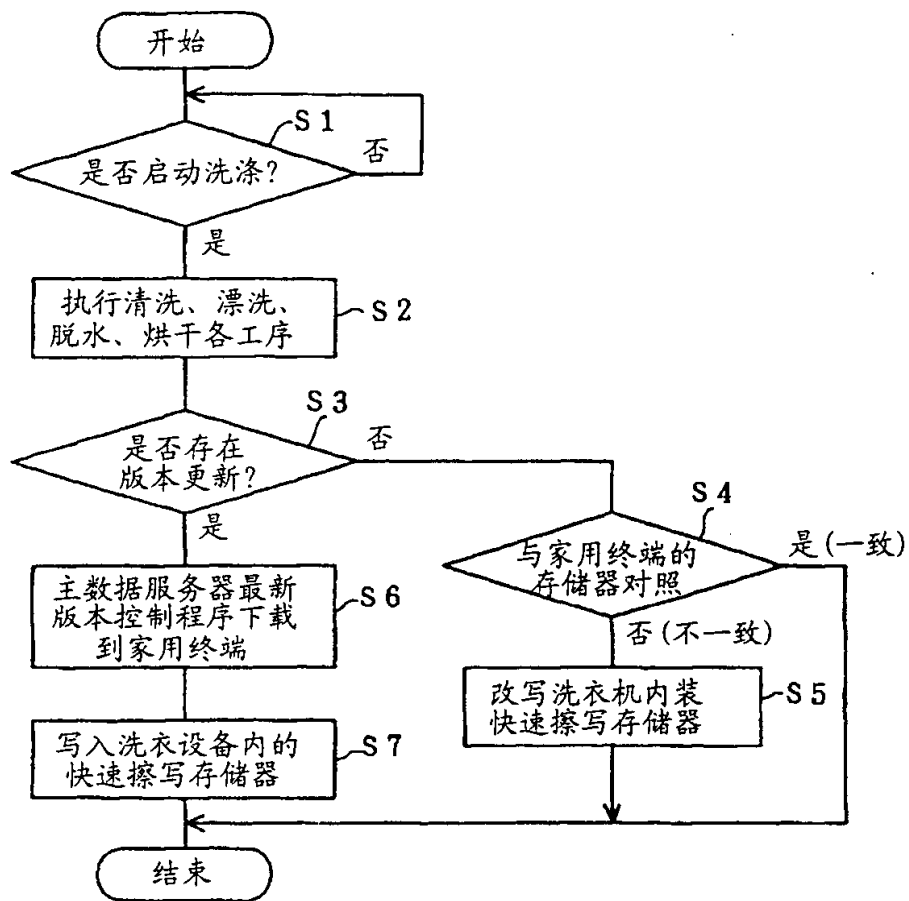 开始
S1
是否启动洗涤?
否
是
执行清洗、漂洗、
脱水、烘干各工序
S2
S3
是否存在
版本更新?
否
是
S4
与家用终端的
存储器对照
是(一致)
否(不一致)
主数据服务器最新
版本控制程序下载
到家用终端
S6
改写洗衣机内装
快速擦写存储器
S5
写入洗衣设备内的
快速擦写存储器
S7
结束